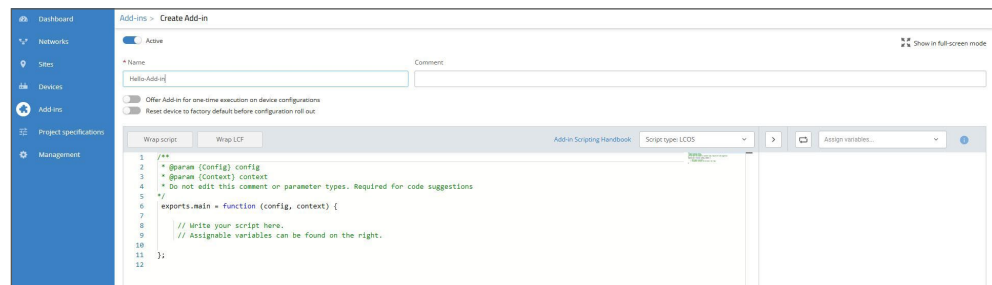 Dashboard
Networks
Sites
Devices
Add-ins
Project specifications
Management
Add-ins > Create Add-in
Active
Show in full-screen mode
* Name
Comment
Hello-Add-in
Offer Add-in for one-time execution on device configurations
Reset device to factory default before configuration roll out
Wrap script Wrap LCF Add-in Scripting Handbook Script type: LCOS > Assign variables...
1 /**
2 * @param {Config} config
3 * @param {Context} context
4 * Do not edit this comment or parameter types. Required for code suggestions
5 */
6 exports.main = function (config, context) {
7
8 // Write your script here.
9 // Assignable variables can be found on the right.
10
11 };
12